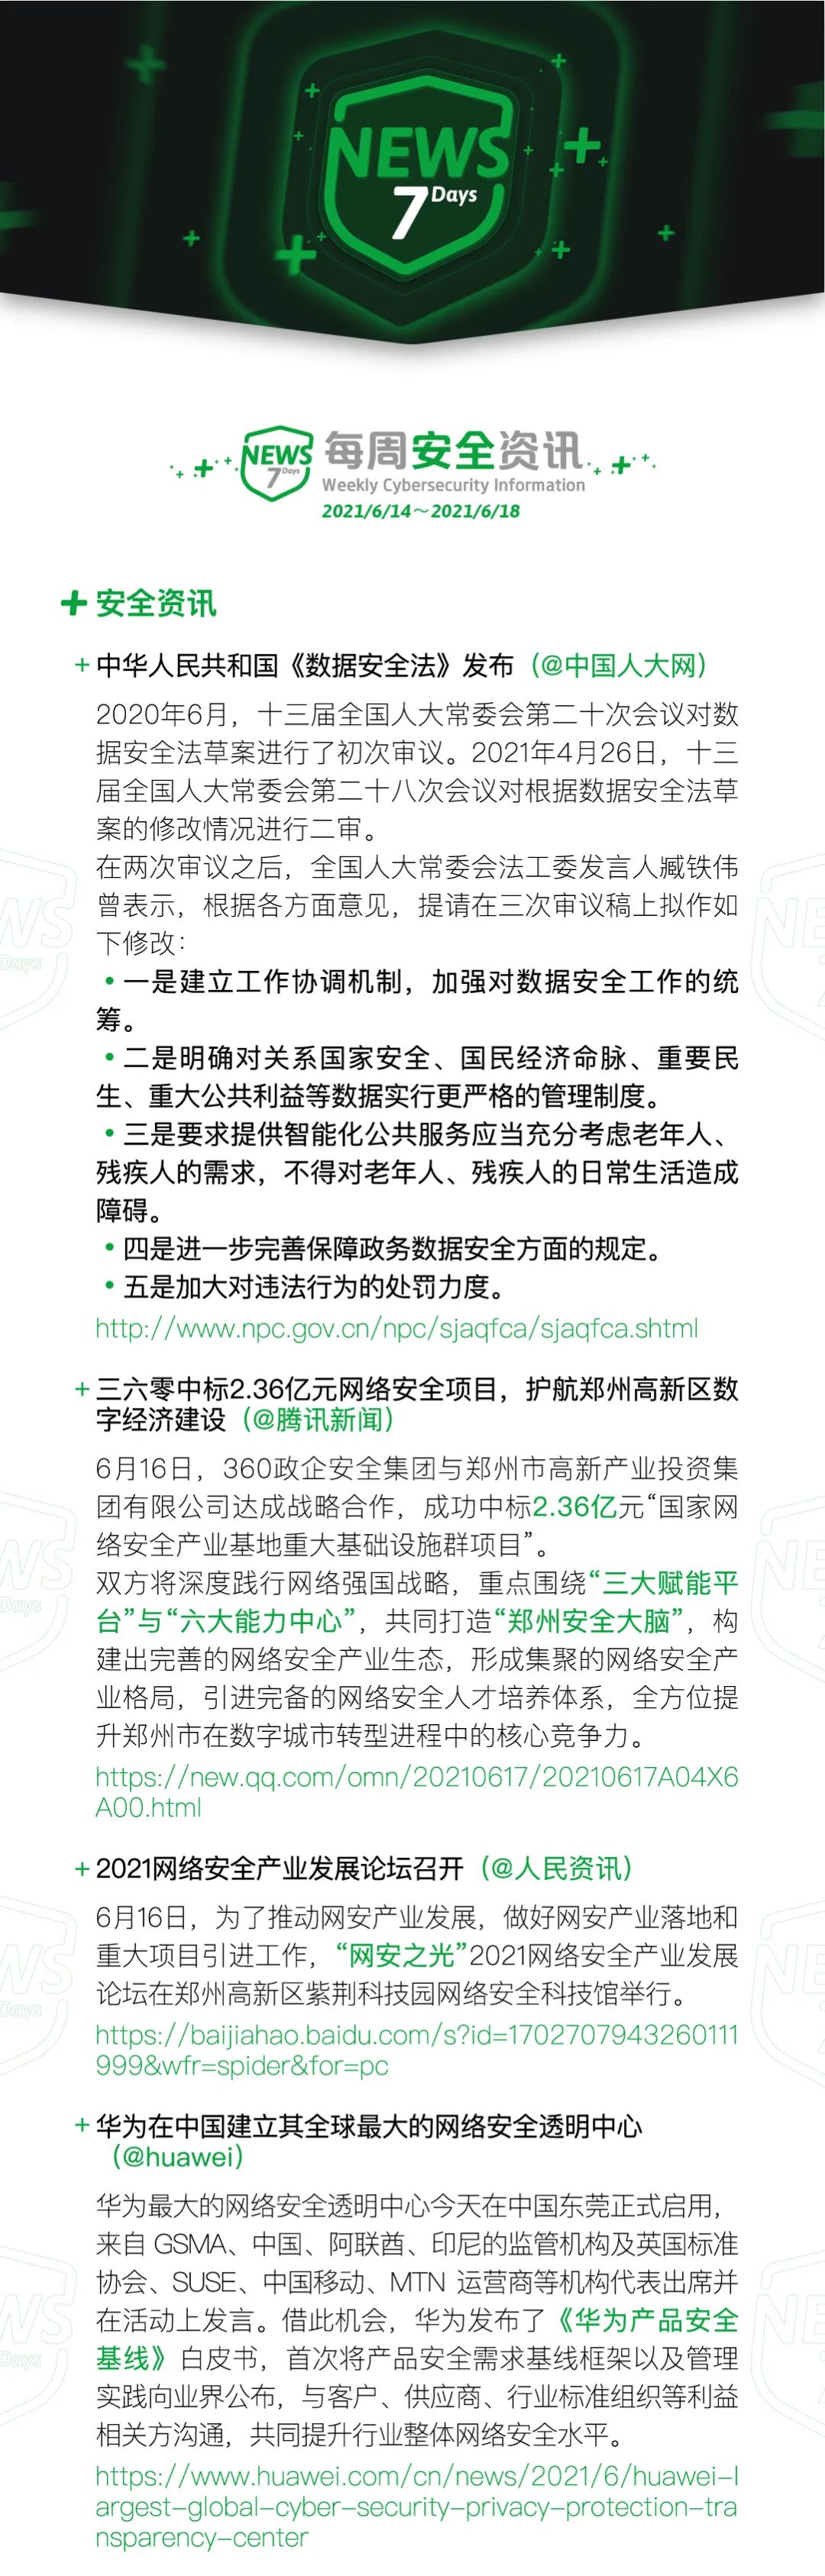 NEWS
7 Days
NEWS
7 Days
每周安全资讯
Weekly Cybersecurity Information
2021/6/14～2021/6/18
安全资讯
+ 中华人民共和国《数据安全法》发布（@中国人大网）
2020年6月，十三届全国人大常委会第二十次会议对数
据安全法草案进行了初次审议。2021年4月26日，十三
届全国人大常委会第二十八次会议对根据数据安全法草
案的修改情况进行二审。
在两次审议之后，全国人大常委会法工委发言人臧铁伟
曾表示，根据各方面意见，提请在三次审议稿上拟作如
下修改：
•一是建立工作协调机制，加强对数据安全工作的统
筹。
•二是明确对关系国家安全、国民经济命脉、重要民
生、重大公共利益等数据实行更严格的管理制度。
•三是要求提供智能化公共服务应当充分考虑老年人、
残疾人的需求，不得对老年人、残疾人的日常生活造成
障碍。
•四是进一步完善保障政务数据安全方面的规定。
•五是加大对违法行为的处罚力度。
http://www.npc.gov.cn/npc/sjaqfca/sjaqfca.shtml
+ 三六零中标2.36亿元网络安全项目，护航郑州高新区数
字经济建设（@腾讯新闻）
6月16日，360政企安全集团与郑州市高新产业投资集
团有限公司达成战略合作，成功中标2.36亿元“国家网
络安全产业基地重大基础设施群项目”。
双方将深度践行网络强国战略，重点围绕“三大赋能平
台”与“六大能力中心”，共同打造“郑州安全大脑”，构
建出完善的网络安全产业生态，形成集聚的网络安全产
业格局，引进完备的网络安全人才培养体系，全方位提
升郑州市在数字城市转型进程中的核心竞争力。
https://new.qq.com/omn/20210617/20210617A04X6
A00.html
+ 2021网络安全产业发展论坛召开（@人民资讯）
6月16日，为了推动网安产业发展，做好网安产业落地和
重大项目引进工作，“网安之光”2021网络安全产业发展
论坛在郑州高新区紫荆科技园网络安全科技馆举行。
https://baijiahao.baidu.com/s?id=1702707943260111
999&wfr=spider&for=pc
+ 华为在中国建立其全球最大的网络安全透明中心
（@huawei）
华为最大的网络安全透明中心今天在中国东莞正式启用，
来自 GSMA、中国、阿联酋、印尼的监管机构及英国标准
协会、SUSE、中国移动、MTN 运营商等机构代表出席并
在活动上发言。借此机会，华为发布了《华为产品安全
基线》白皮书，首次将产品安全需求基线框架以及管理
实践向业界公布，与客户、供应商、行业标准组织等利益
相关方沟通，共同提升行业整体网络安全水平。
https://www.huawei.com/cn/news/2021/6/huawei-l
argest-global-cyber-security-privacy-protection-tra
nsparency-center